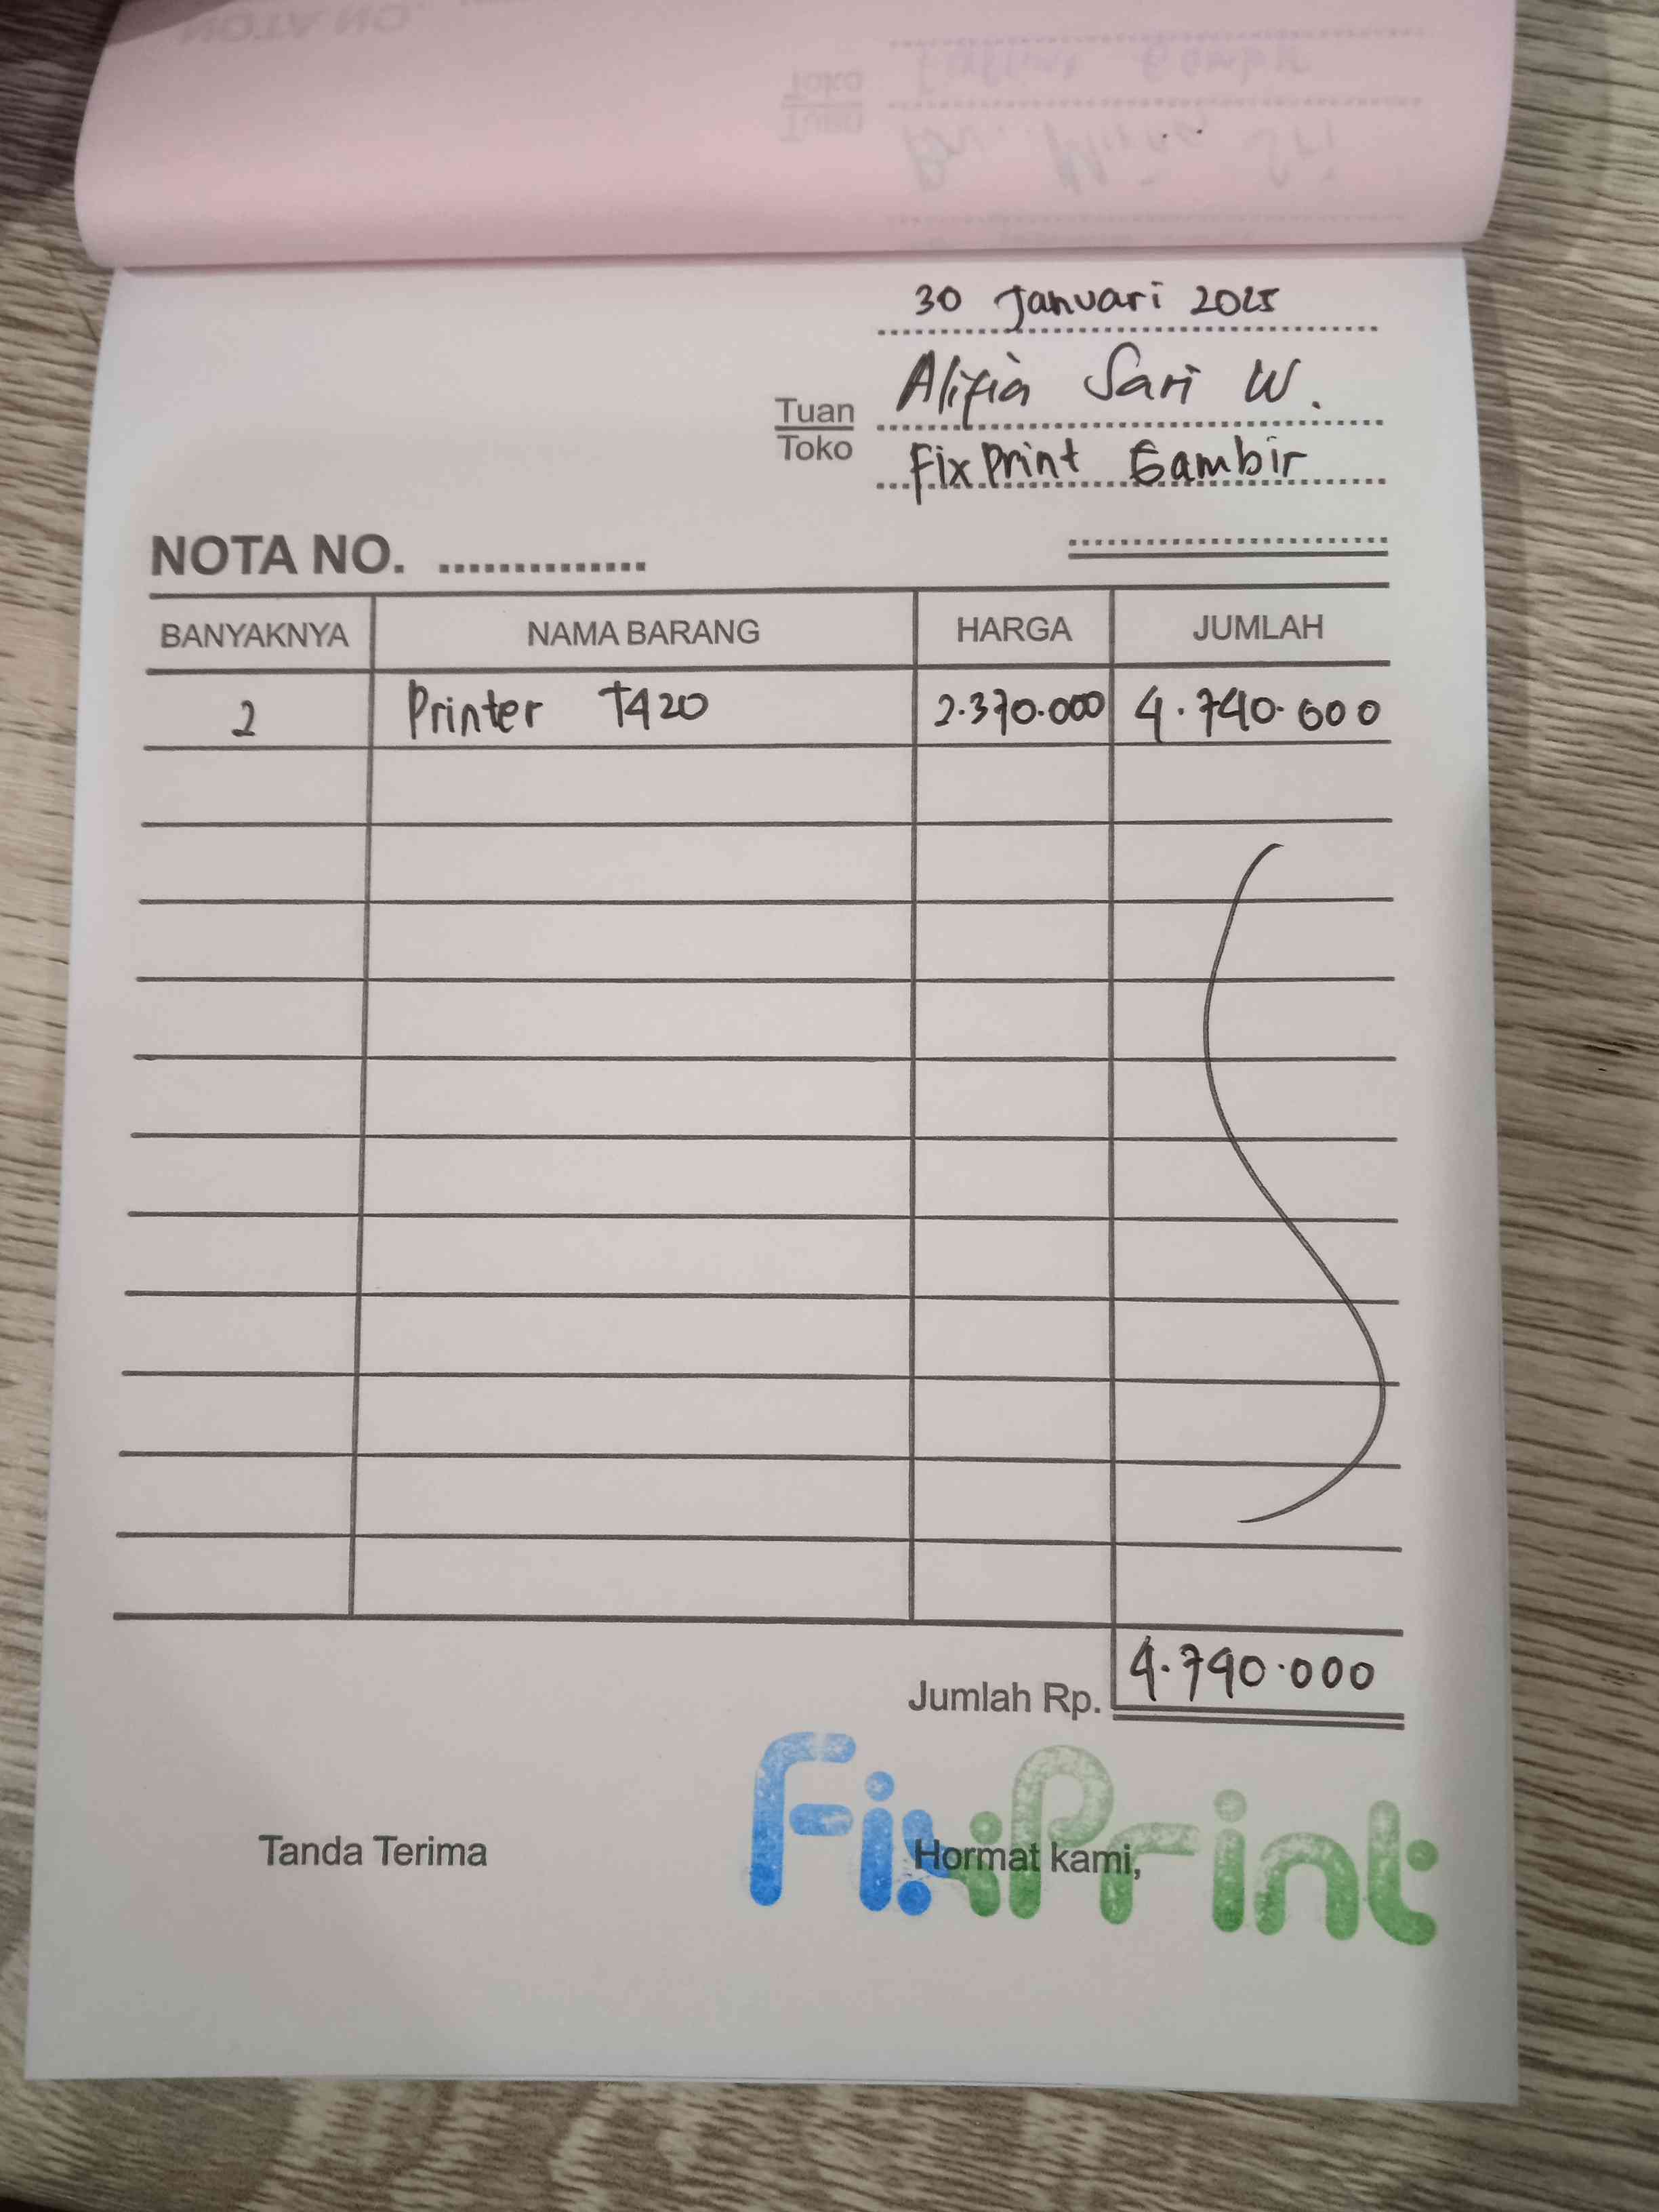 30 Januari 2025
Tuan
Toko
Alifia Sari W.
FixPrint Gambir
NOTA NO. ..............
BANYAKNYA NAMA BARANG HARGA JUMLAH
2 Printer T420 2.370.000 4.740.000
Jumlah Rp. 4.740.000
FixPrint
Tanda Terima Hormat kami,